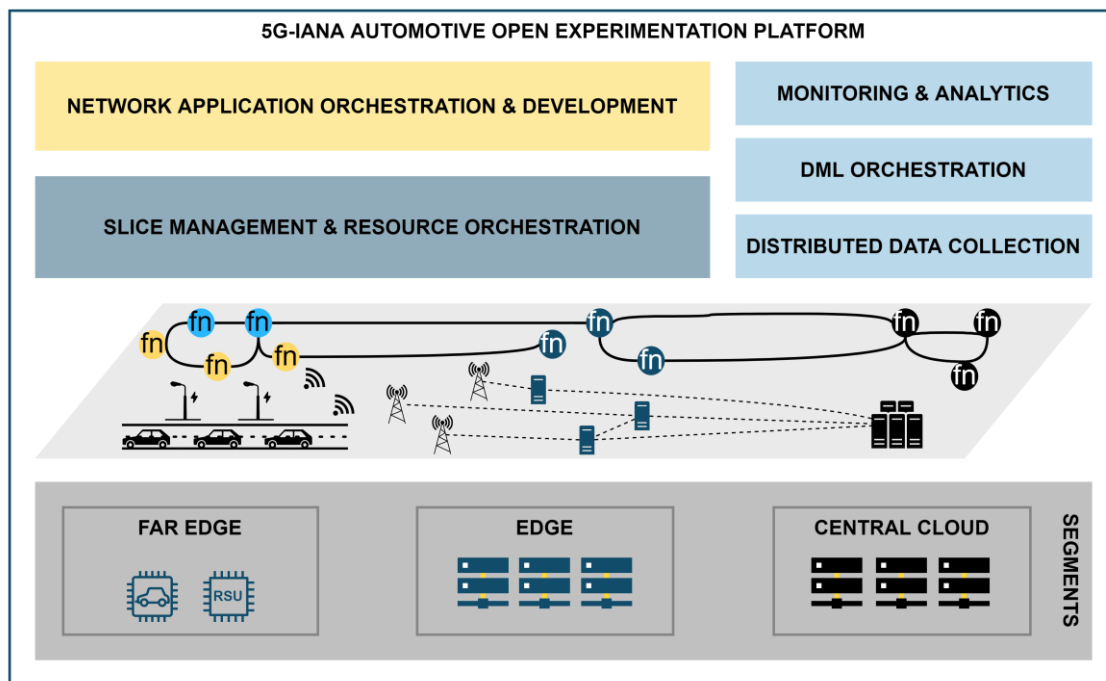 5G-IANA AUTOMOTIVE OPEN EXPERIMENTATION PLATFORM
NETWORK APPLICATION ORCHESTRATION & DEVELOPMENT
MONITORING & ANALYTICS
DML ORCHESTRATION
SLICE MANAGEMENT & RESOURCE ORCHESTRATION
DISTRIBUTED DATA COLLECTION
fn
fn
fn
fn
fn
fn
fn
fn
fn
fn
fn
fn
FAR EDGE
EDGE
CENTRAL CLOUD
SEGMENTS
RSU